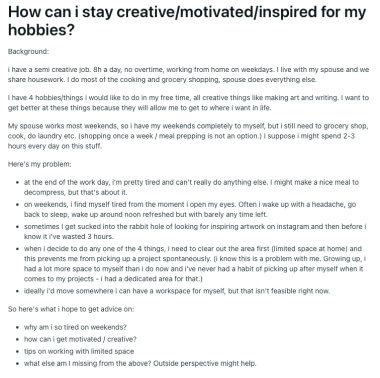 How can i stay creative/motivated/inspired for my
hobbies?
Background:
i have a semi creative job. 8h a day, no overtime, working from home on weekdays. I live with my spouse and we
share housework. I do most of the cooking and grocery shopping, spouse does everything else.
I have 4 hobbies/things i would like to do in my free time, all creative things like making art and writing. I want to
get better at these things because they will allow me to get to where i want in life.
My spouse works most weekends, so i have my weekends completely to myself, but i still need to grocery shop,
cook, do laundry etc. (shopping once a week / meal prepping is not an option.) I suppose i might spend 2-3
hours every day on this stuff.
Here's my problem:
• at the end of the work day, i'm pretty tired and can't really do anything else. I might make a nice meal to
decompress, but that's about it.
• on weekends, i find myself tired from the moment i open my eyes. Often i wake up with a headache, go
back to sleep, wake up around noon refreshed but with barely any time left.
• sometimes I get sucked into the rabbit hole of looking for inspiring artwork on instagram and then before i
know it i've wasted 3 hours.
• when i decide to do any one of the 4 things, i need to clear out the area first (limited space at home) and
this prevents me from picking up a project spontaneously. (i know this is a problem with me. Growing up, i
had a lot more space to myself than i do now and i've never had a habit of picking up after myself when it
comes to my projects - i had a dedicated area for that.)
• ideally i'd move somewhere i can have a workspace for myself, but that isn't feasible right now.
So here's what i hope to get advice on:
• why am i so tired on weekends?
• how can i get motivated / creative?
• tips on working with limited space
• what else am I missing from the above? Outside perspective might help.